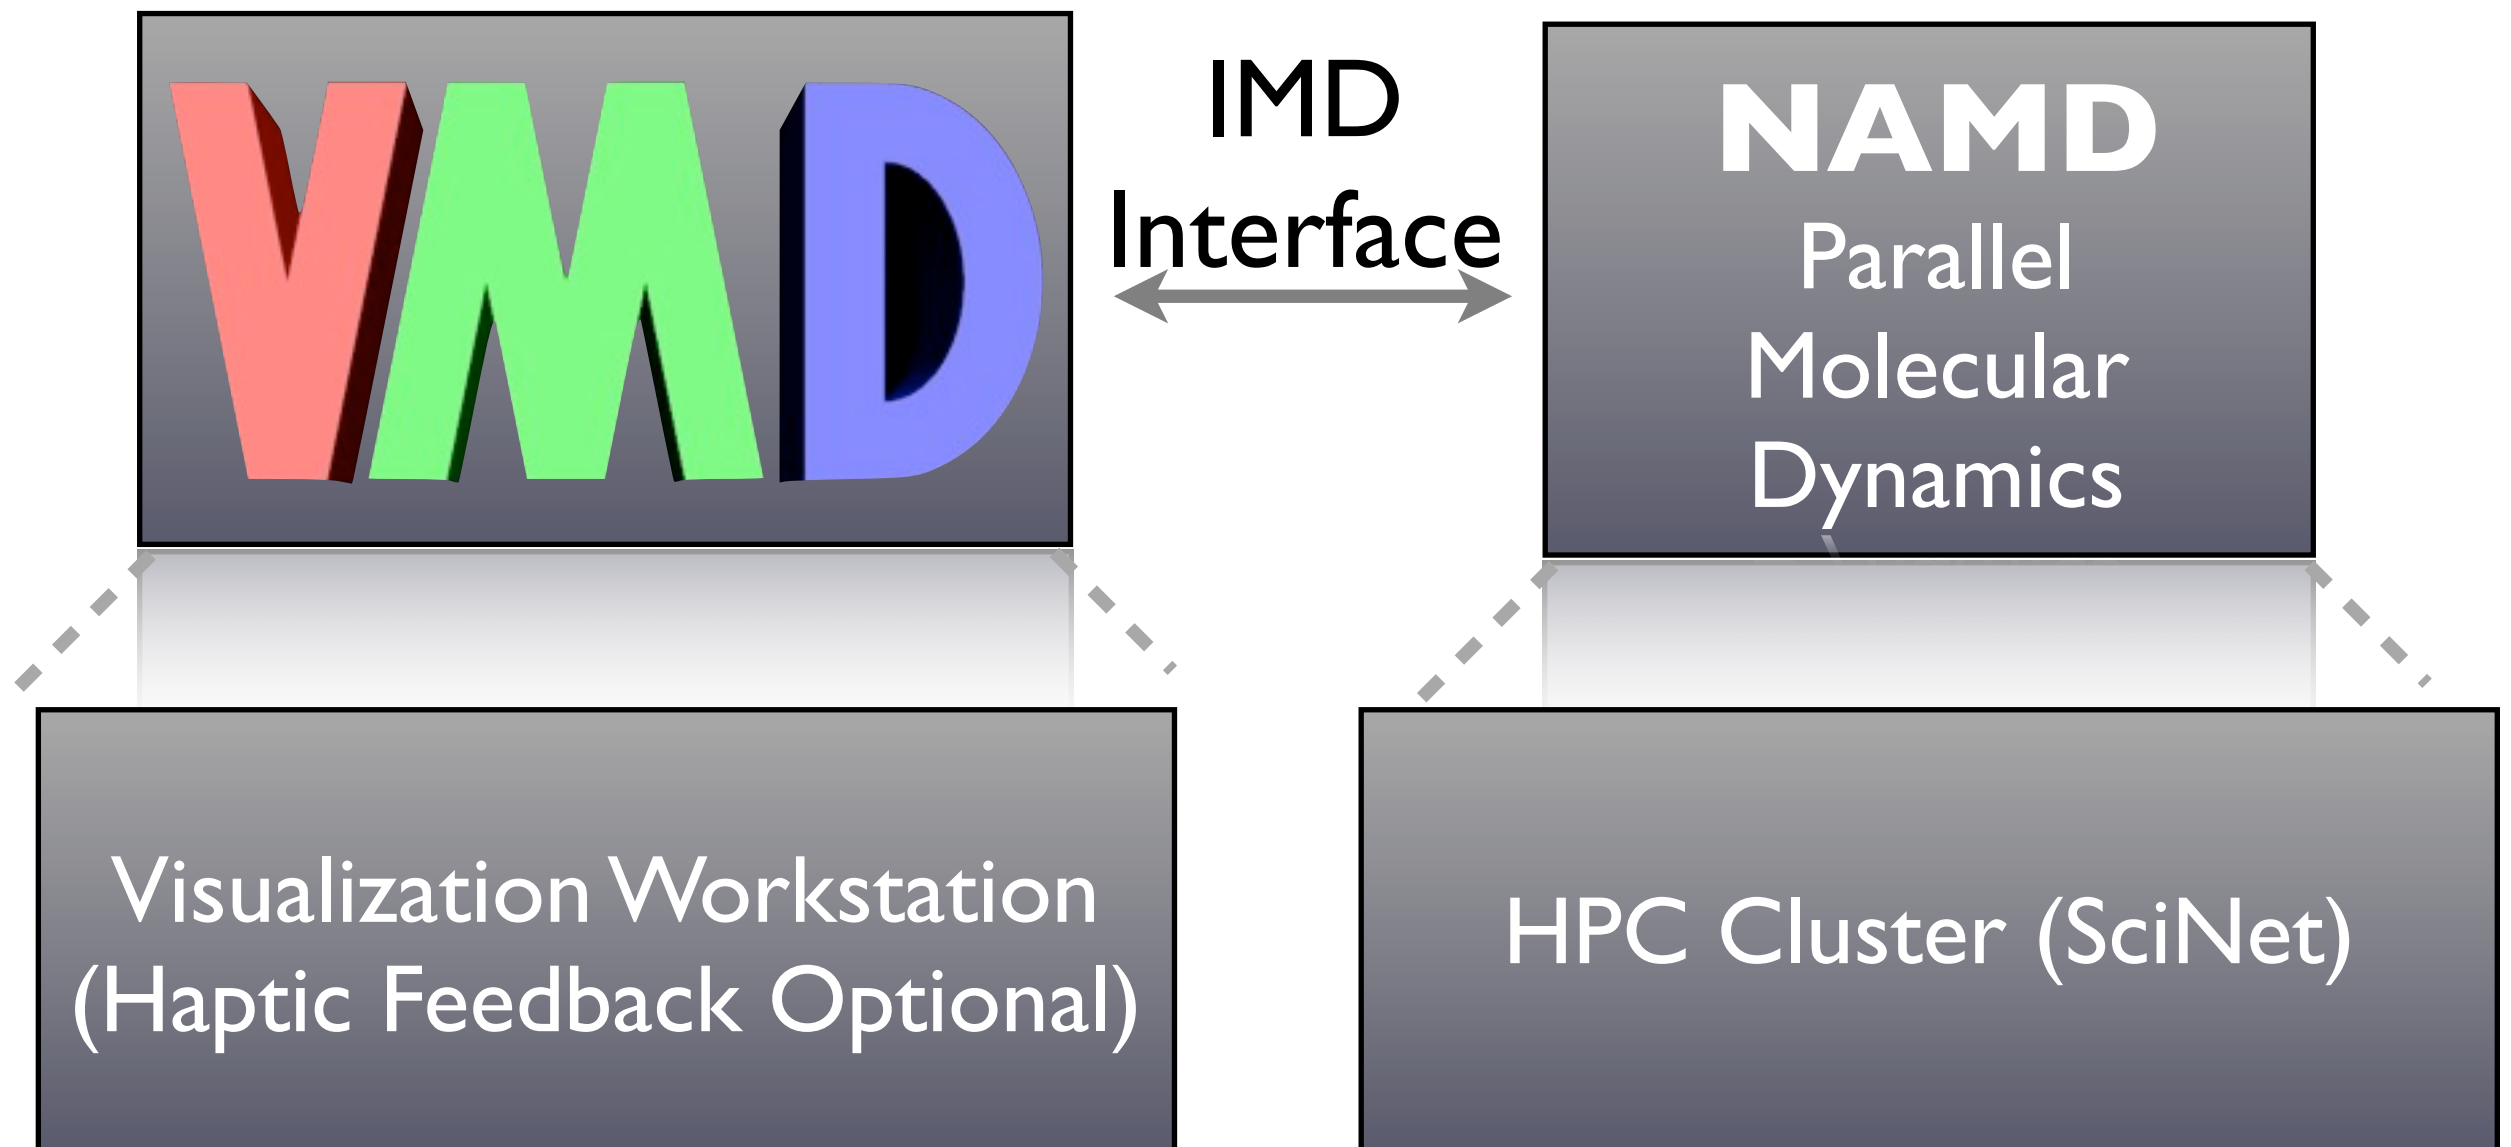 VMD
IMD
Interface
NAMD
Parallel
Molecular
Dynamics
Visualization Workstation
(Haptic Feedback Optional)
HPC Cluster (SciNet)